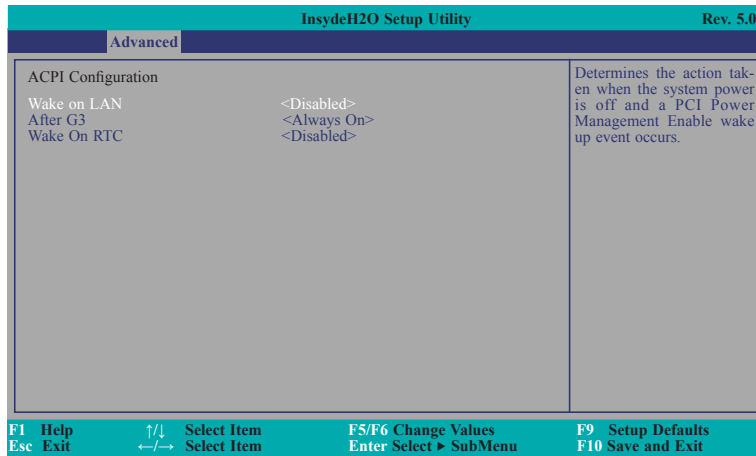 InsydeH2O Setup Utility Rev. 5.0
Advanced
ACPI Configuration
Wake on LAN <Disabled>
After G3 <Always On>
Wake On RTC <Disabled>
Determines the action tak-
en when the system power
is off and a PCI Power
Management Enable wake
up event occurs.
F1 Help ↑/↓ Select Item F5/F6 Change Values F9 Setup Defaults
Esc Exit ←/→ Select Item Enter Select ► SubMenu F10 Save and Exit